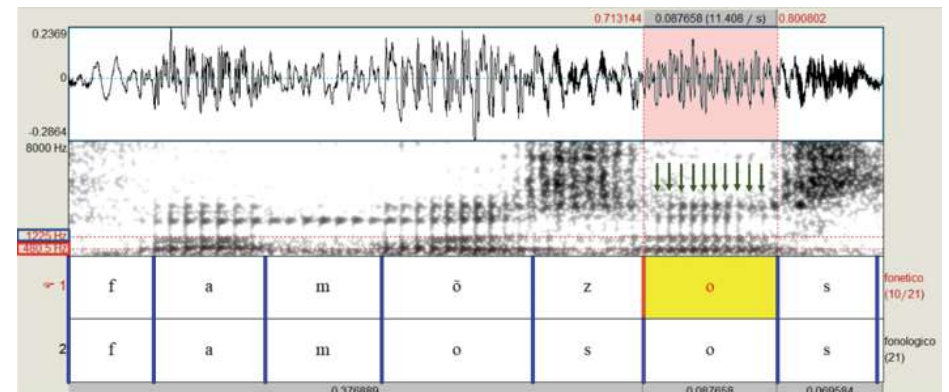 0.713144 0.087658 (11.408 / s) 0.800802
0.2369
0
-0.2864
8000 Hz
1225 Hz
480.5 Hz
1 f a m õ z o s fonetico (10/21)
2 f a m o s o s fonologico (21)
0.376889 0.087658 0.069584